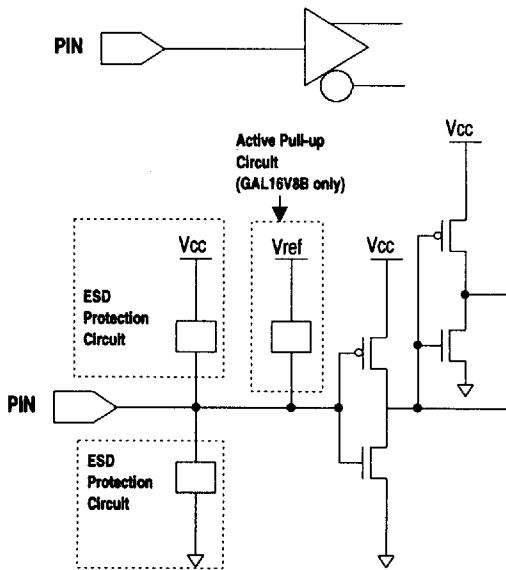 PIN
Active Pull-up
Circuit
(GAL16V8B only)
Vcc
Vcc
Vref
Vcc
ESD
Protection
Circuit
PIN
ESD
Protection
Circuit